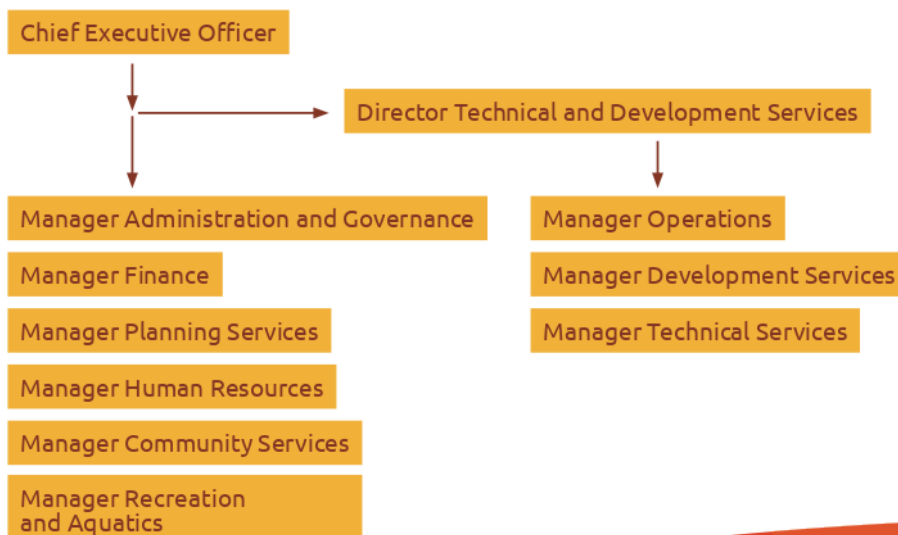 Chief Executive Officer
Director Technical and Development Services
Manager Administration and Governance
Manager Finance
Manager Planning Services
Manager Human Resources
Manager Community Services
Manager Recreation
and Aquatics
Manager Operations
Manager Development Services
Manager Technical Services